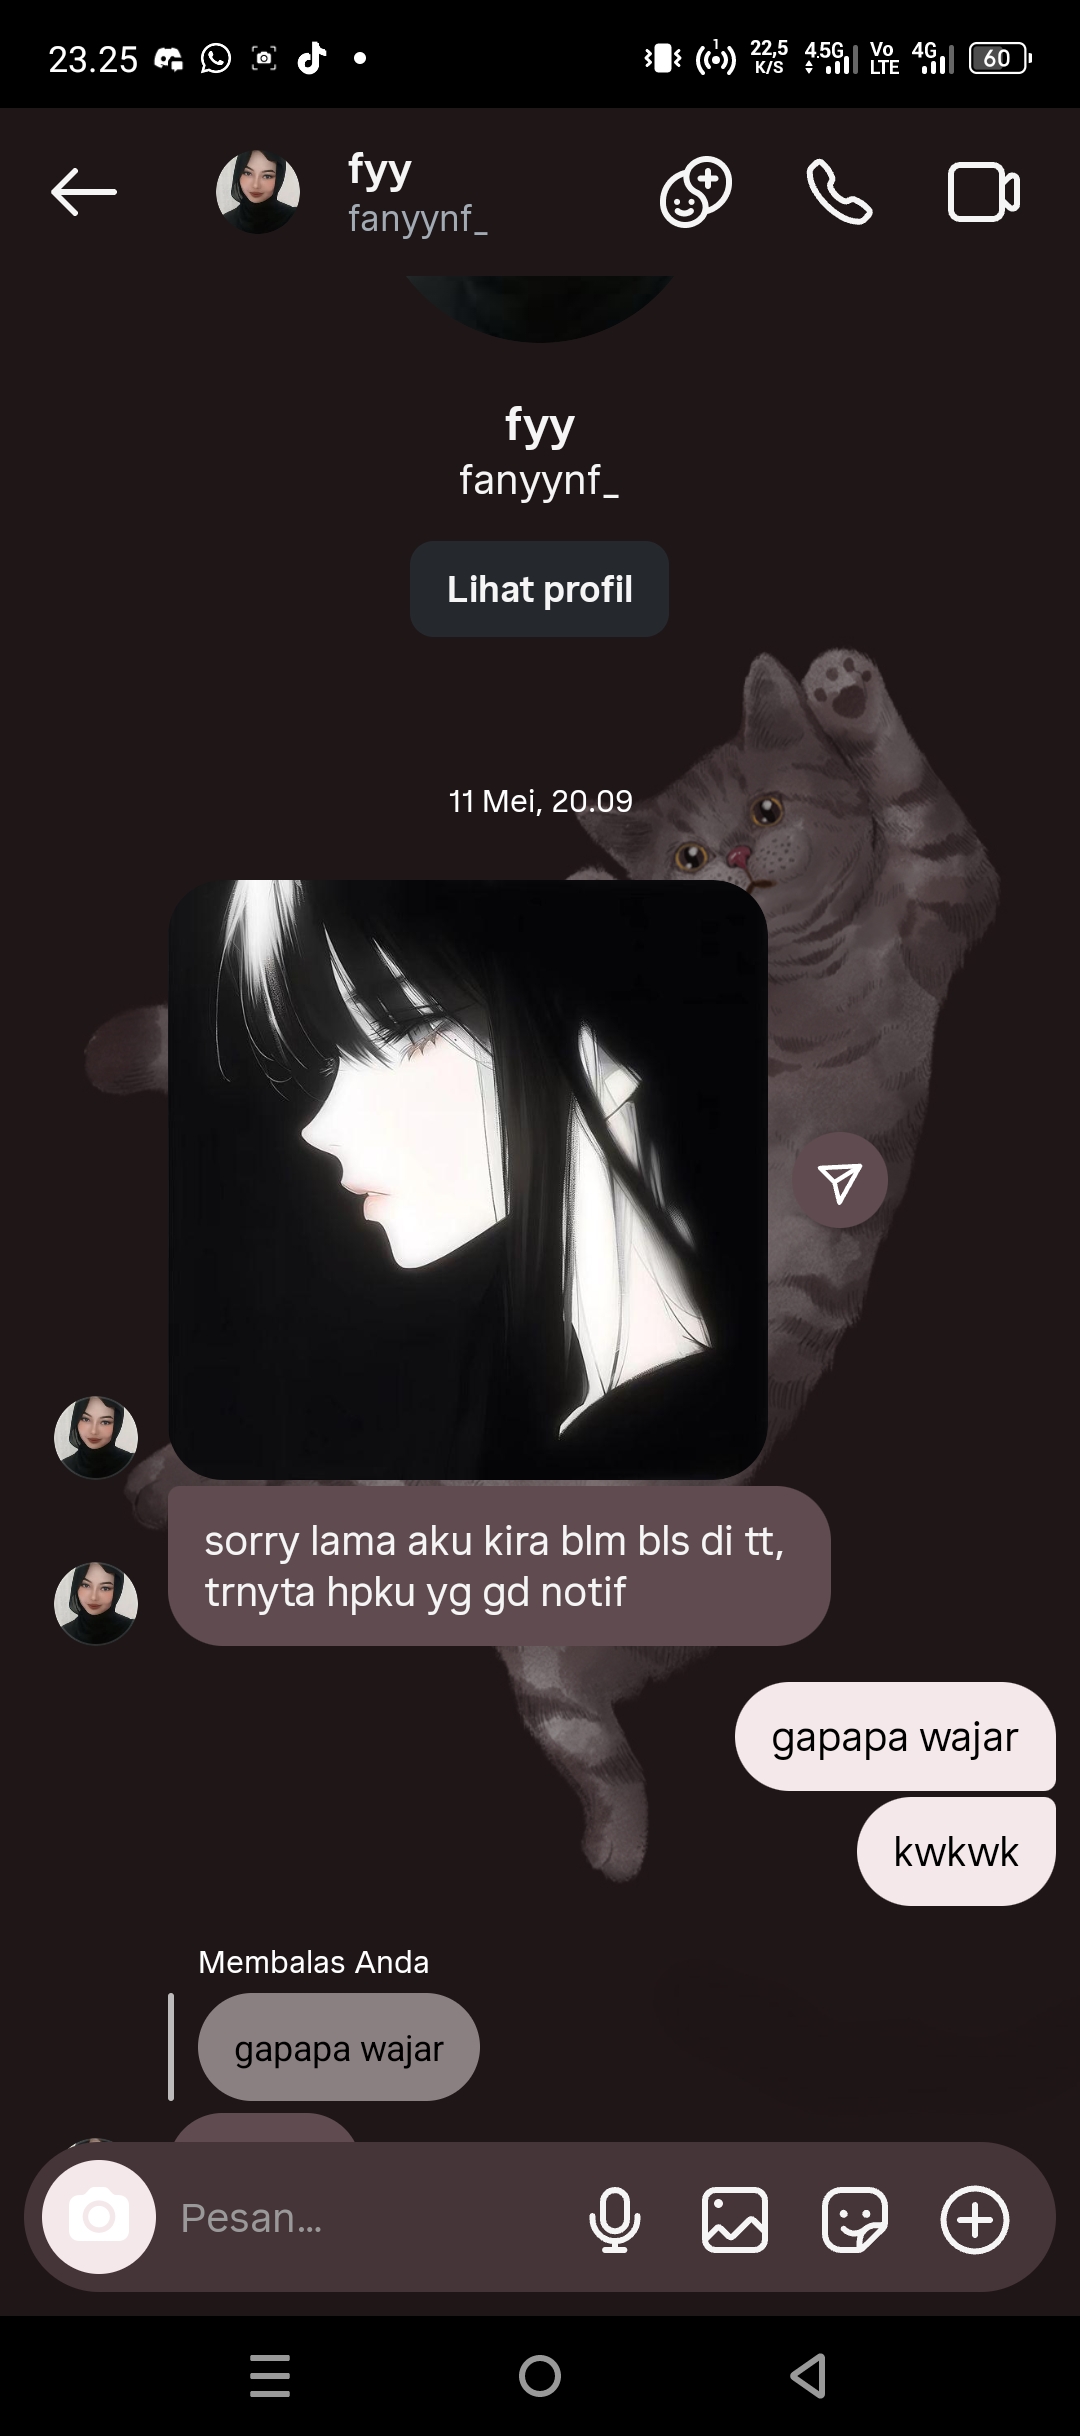 23.25
1
22,5
K/S
4.5G
Vo
LTE
4G
60
fyy
fanyynf_
fyy
fanyynf_
Lihat profil
11 Mei, 20.09
sorry lama aku kira blm bls di tt,
trnyta hpku yg gd notif
gapapa wajar
kwkwk
Membalas Anda
gapapa wajar
Pesan...